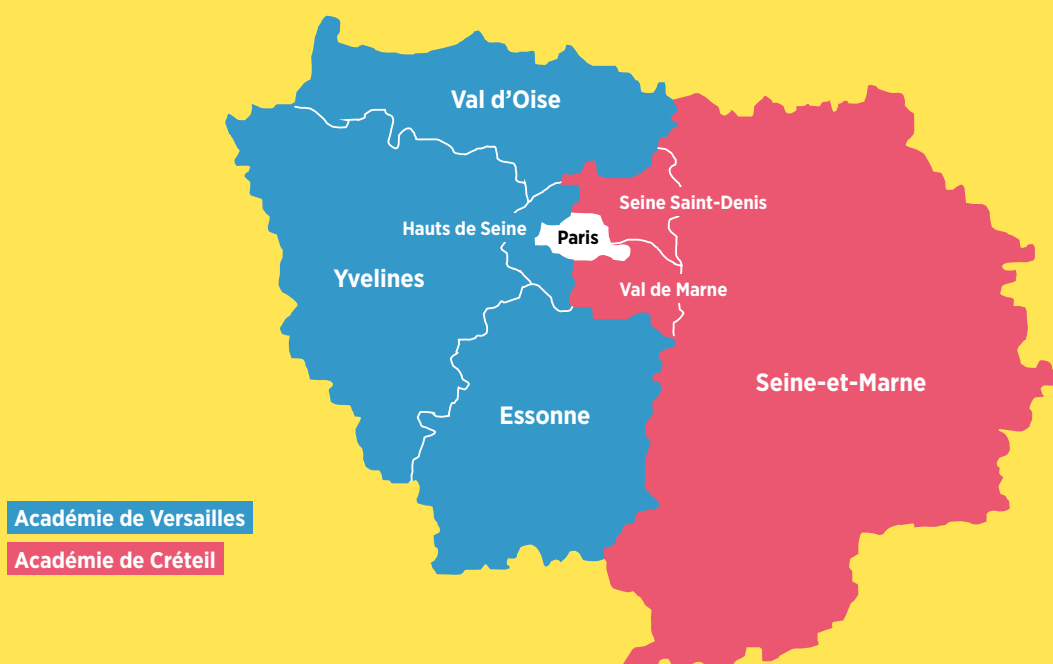 Val d’Oise
Seine Saint-Denis
Hauts de Seine
Paris
Yvelines
Val de Marne
Seine-et-Marne
Essonne
Académie de Versailles
Académie de Créteil